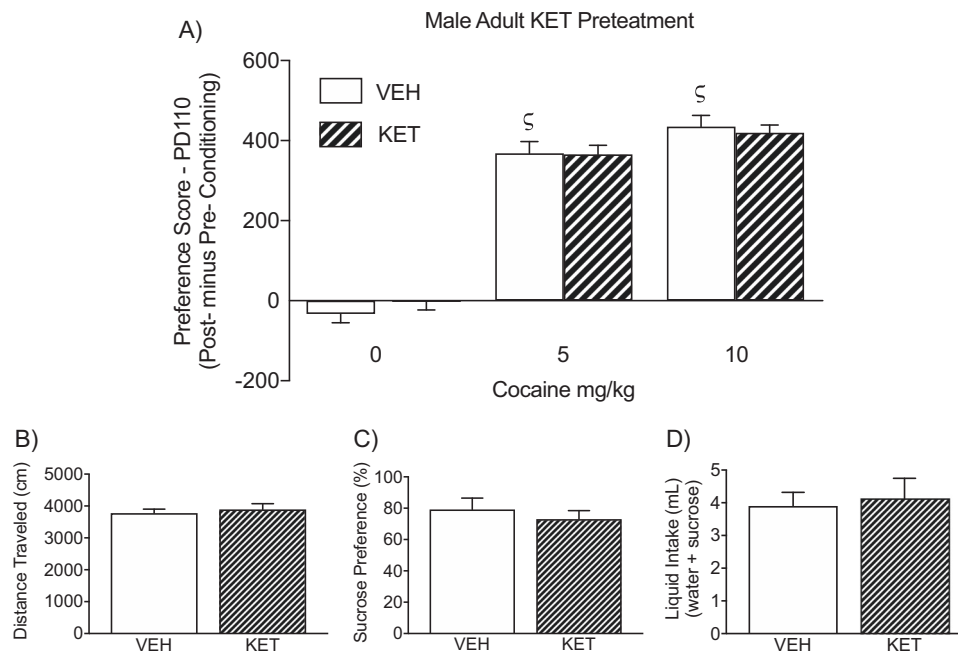 Male Adult KET Pretreatment
A)
Preference Score - PD110
(Post- minus Pre- Conditioning)
600
400
200
0
-200
VEH
KET
ς
ς
0
5
10
Cocaine mg/kg
B)
Distance Traveled (cm)
5000
4000
3000
2000
1000
0
VEH
KET
C)
Sucrose Preference (%)
100
80
60
40
20
0
VEH
KET
D)
Liquid Intake (mL)
(water + sucrose)
5
4
3
2
1
0
VEH
KET